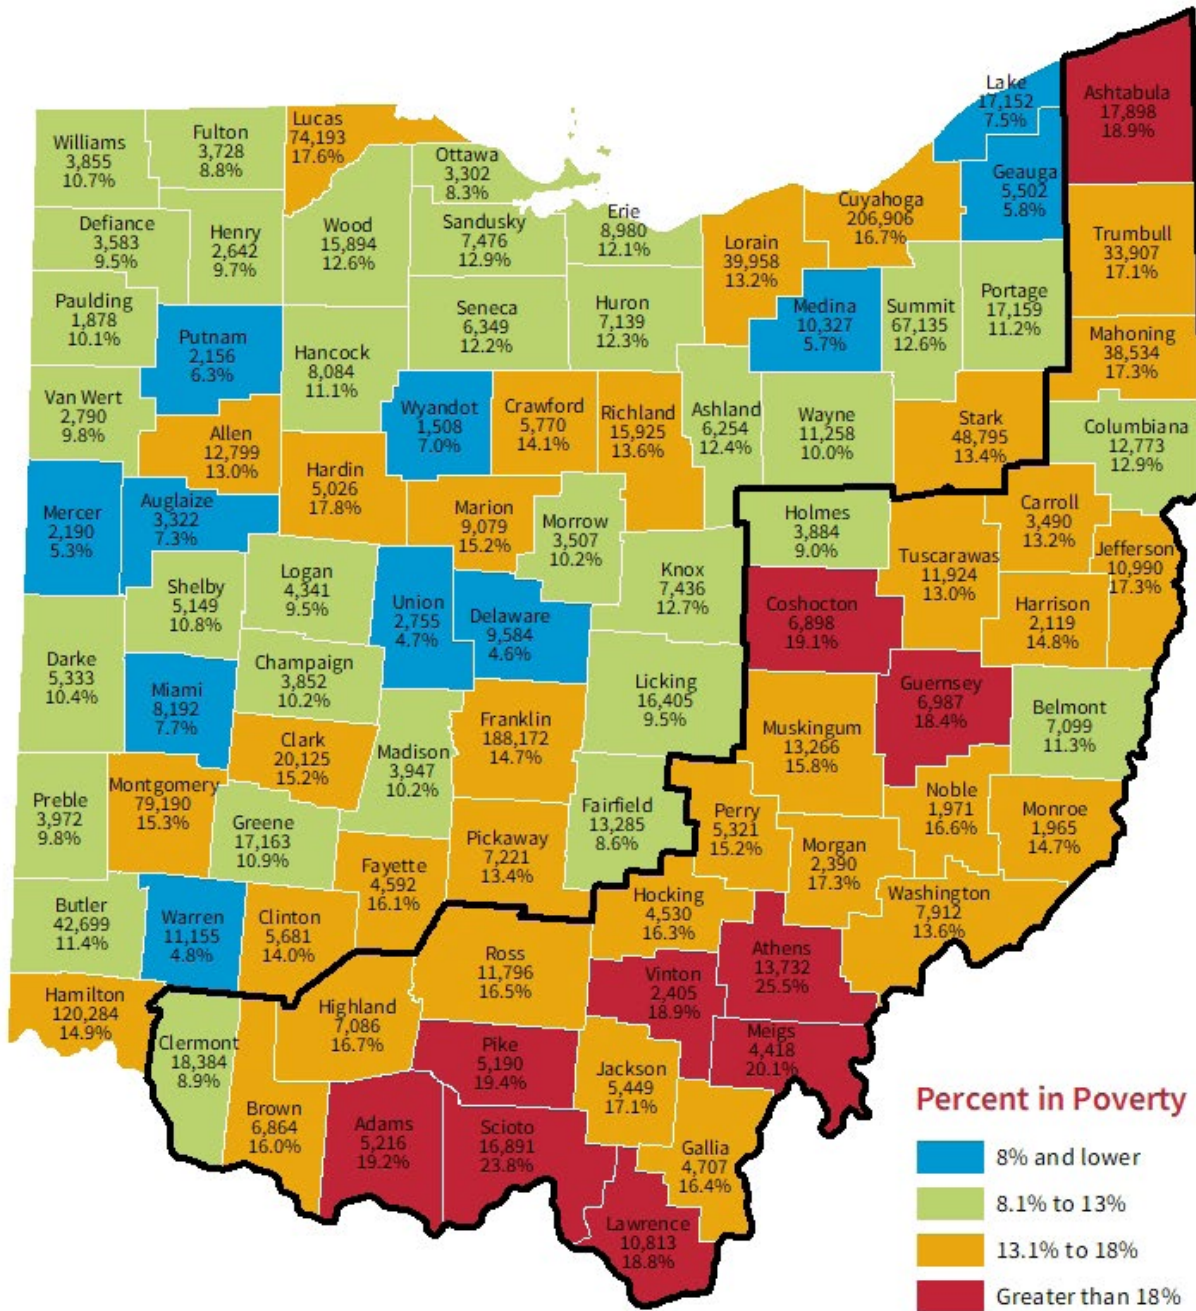 Lake
17,152
7.5%
Ashtabula
17,898
18.9%
Williams
3,855
10.7%
Fulton
3,728
8.8%
Lucas
74,193
17.6%
Ottawa
3,302
8.3%
Geauga
5,502
5.8%
Cuyahoga
206,906
16.7%
Defiance
3,583
9.5%
Henry
2,642
9.7%
Wood
15,894
12.6%
Sandusky
7,476
12.9%
Erie
8,980
12.1%
Lorain
39,958
13.2%
Trumbull
33,907
17.1%
Paulding
1,878
10.1%
Putnam
2,156
6.3%
Hancock
8,084
11.1%
Seneca
6,349
12.2%
Huron
7,139
12.3%
Medina
10,327
5.7%
Summit
67,135
12.6%
Portage
17,159
11.2%
Mahoning
38,534
17.3%
Van Wert
2,790
9.8%
Allen
12,799
13.0%
Wyandot
1,508
7.0%
Crawford
5,770
14.1%
Richland
15,925
13.6%
Ashland
6,254
12.4%
Wayne
11,258
10.0%
Stark
48,795
13.4%
Columbiana
12,773
12.9%
Hardin
5,026
17.8%
Mercer
2,190
5.3%
Auglaize
3,322
7.3%
Marion
9,079
15.2%
Morrow
3,507
10.2%
Holmes
3,884
9.0%
Carroll
3,490
13.2%
Tuscarawas
11,924
13.0%
Jefferson
10,990
17.3%
Shelby
5,149
10.8%
Logan
4,341
9.5%
Union
2,755
4.7%
Delaware
9,584
4.6%
Knox
7,436
12.7%
Coshocton
6,898
19.1%
Harrison
2,119
14.8%
Darke
5,333
10.4%
Miami
8,192
7.7%
Champaign
3,852
10.2%
Licking
16,405
9.5%
Guernsey
6,987
18.4%
Belmont
7,099
11.3%
Clark
20,125
15.2%
Madison
3,947
10.2%
Franklin
188,172
14.7%
Muskingum
13,266
15.8%
Preble
3,972
9.8%
Montgomery
79,190
15.3%
Greene
17,163
10.9%
Fairfield
13,285
8.6%
Perry
5,321
15.2%
Noble
1,971
16.6%
Monroe
1,965
14.7%
Pickaway
7,221
13.4%
Morgan
2,390
17.3%
Fayette
4,592
16.1%
Butler
42,699
11.4%
Warren
11,155
4.8%
Clinton
5,681
14.0%
Hocking
4,530
16.3%
Washington
7,912
13.6%
Ross
11,796
16.5%
Athens
13,732
25.5%
Vinton
2,405
18.9%
Hamilton
120,284
14.9%
Highland
7,086
16.7%
Clermont
18,384
8.9%
Pike
5,190
19.4%
Jackson
5,449
17.1%
Meigs
4,418
20.1%
Brown
6,864
16.0%
Adams
5,216
19.2%
Scioto
16,891
23.8%
Gallia
4,707
16.4%
Lawrence
10,813
18.8%
Percent in Poverty
8% and lower
8.1% to 13%
13.1% to 18%
Greater than 18%